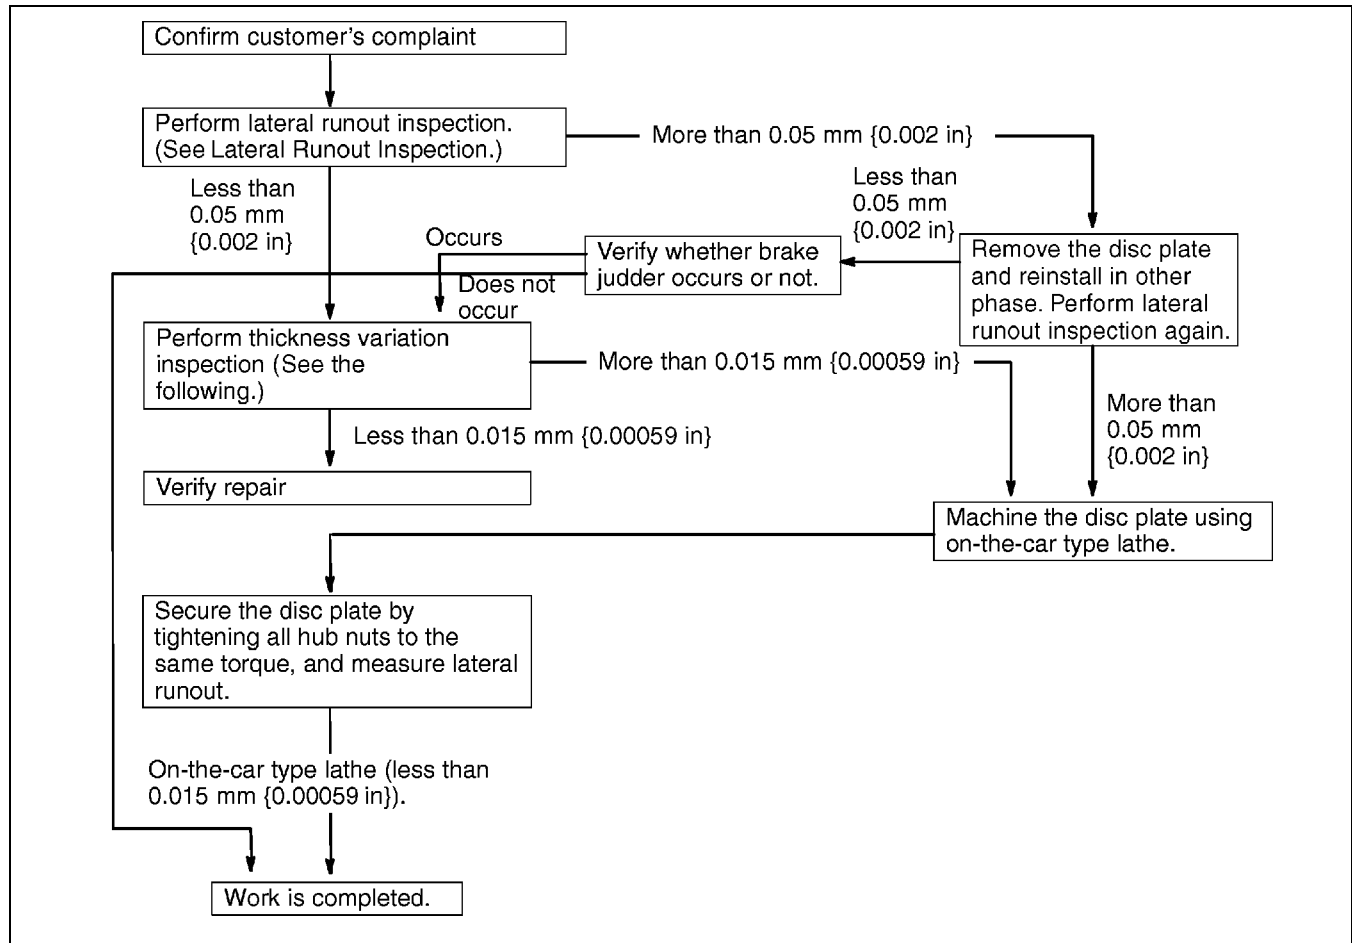 Confirm customer's complaint
Perform lateral runout inspection.
(See Lateral Runout Inspection.)
More than 0.05 mm {0.002 in}
Less than
0.05 mm
{0.002 in}
Less than
0.05 mm
{0.002 in}
Occurs
Verify whether brake
judder occurs or not.
Remove the disc plate
and reinstall in other
phase. Perform lateral
runout inspection again.
Does not
occur
Perform thickness variation
inspection (See the
following.)
More than 0.015 mm {0.00059 in}
More than
0.05 mm
{0.002 in}
Less than 0.015 mm {0.00059 in}
Verify repair
Machine the disc plate using
on-the-car type lathe.
Secure the disc plate by
tightening all hub nuts to the
same torque, and measure lateral
runout.
On-the-car type lathe (less than
0.015 mm {0.00059 in}).
Work is completed.